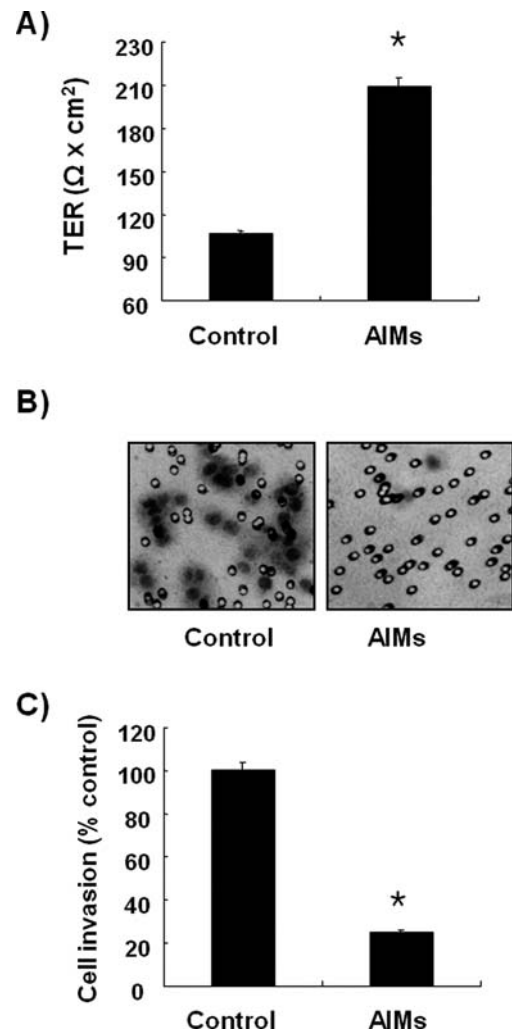 A)
TER (Ω x cm²)
230
210
180
150
120
90
60
*
Control
AIMs
B)
Control
AIMs
C)
Cell invasion (% control)
120
100
80
60
40
20
0
*
Control
AIMs